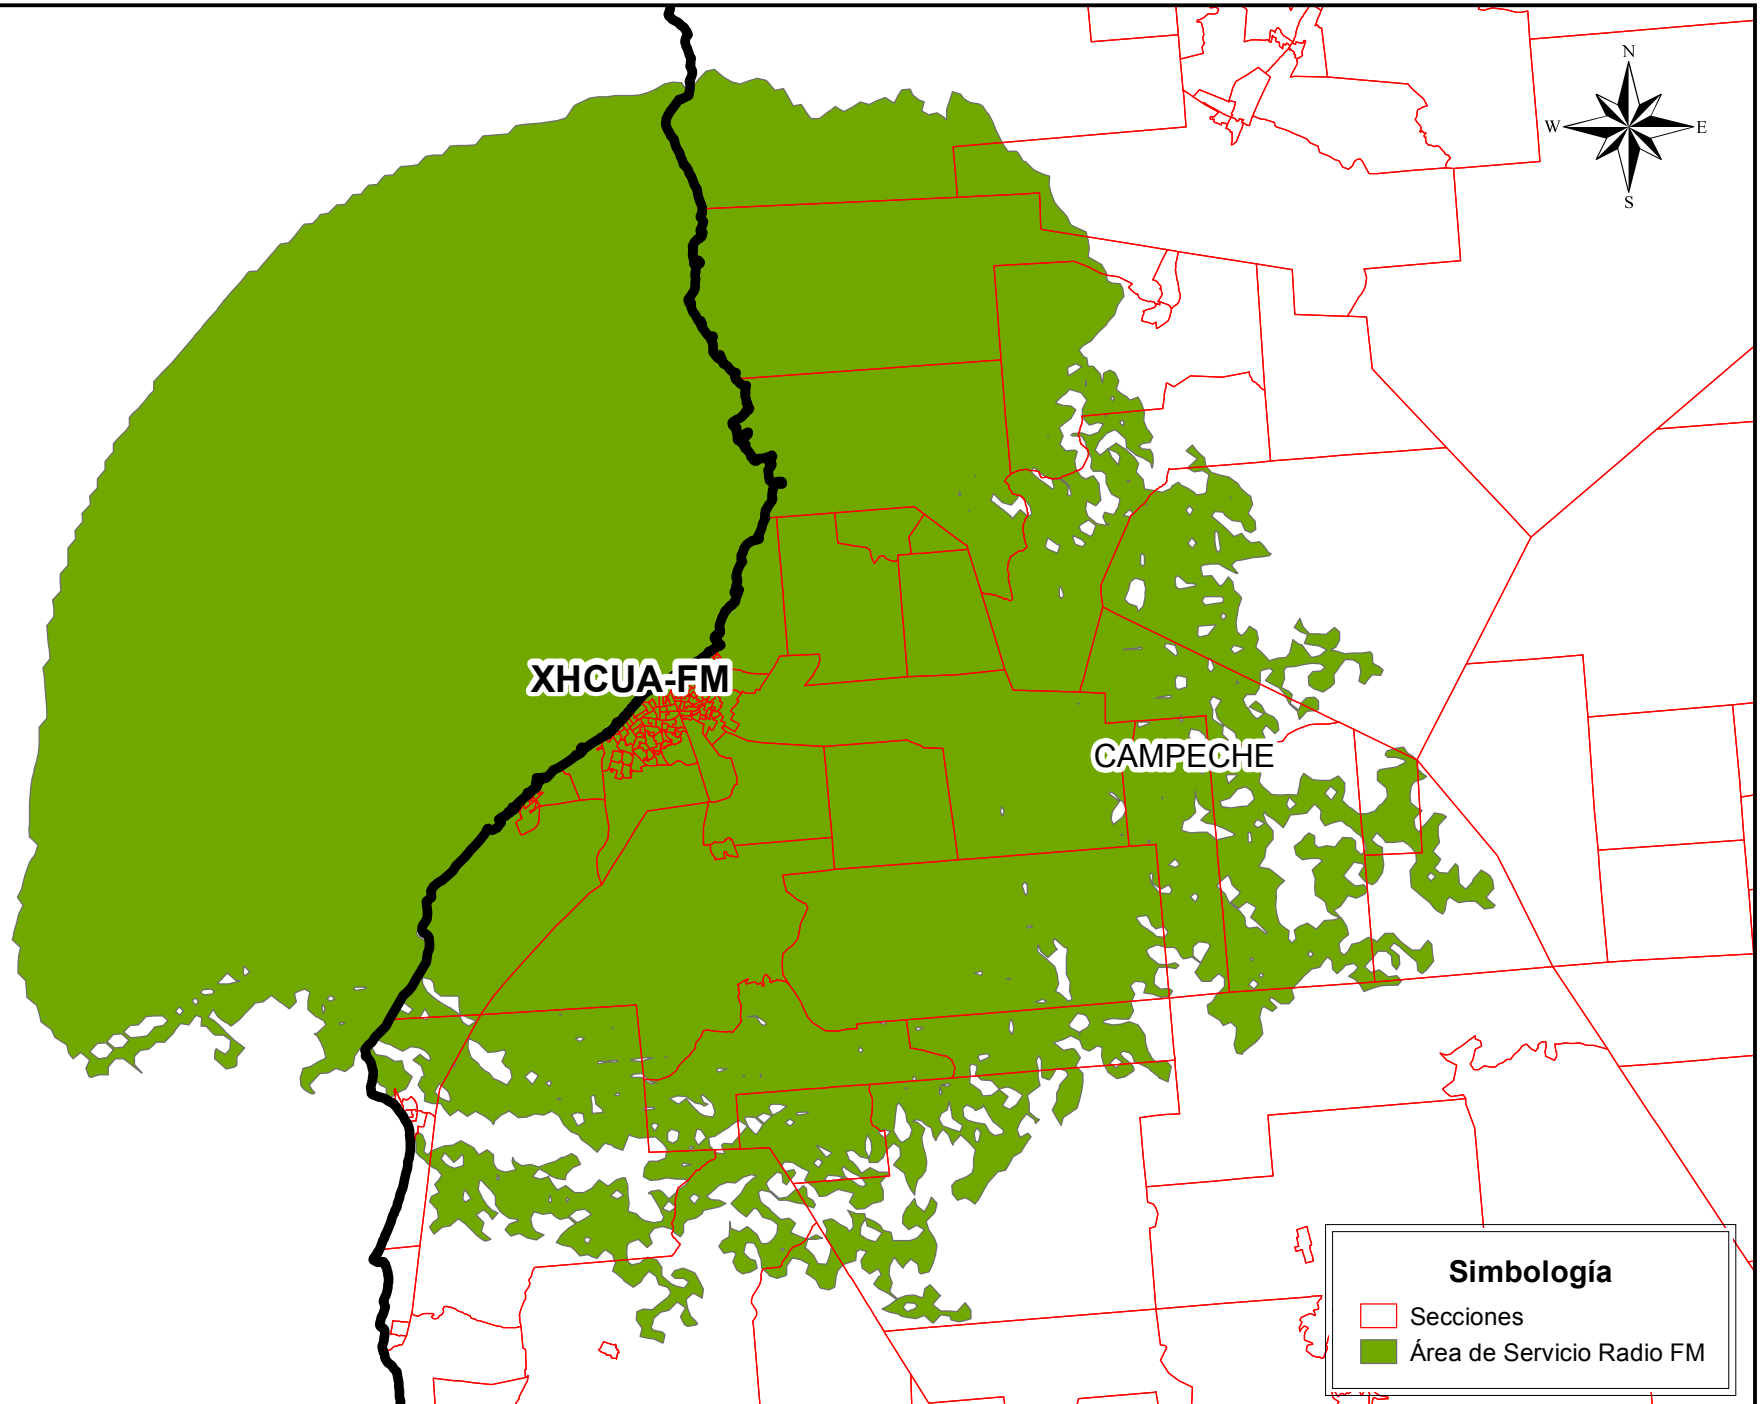 N
W
E
S
XHCUA-FM
CAMPECHE
Simbología
Secciones
Área de Servicio Radio FM